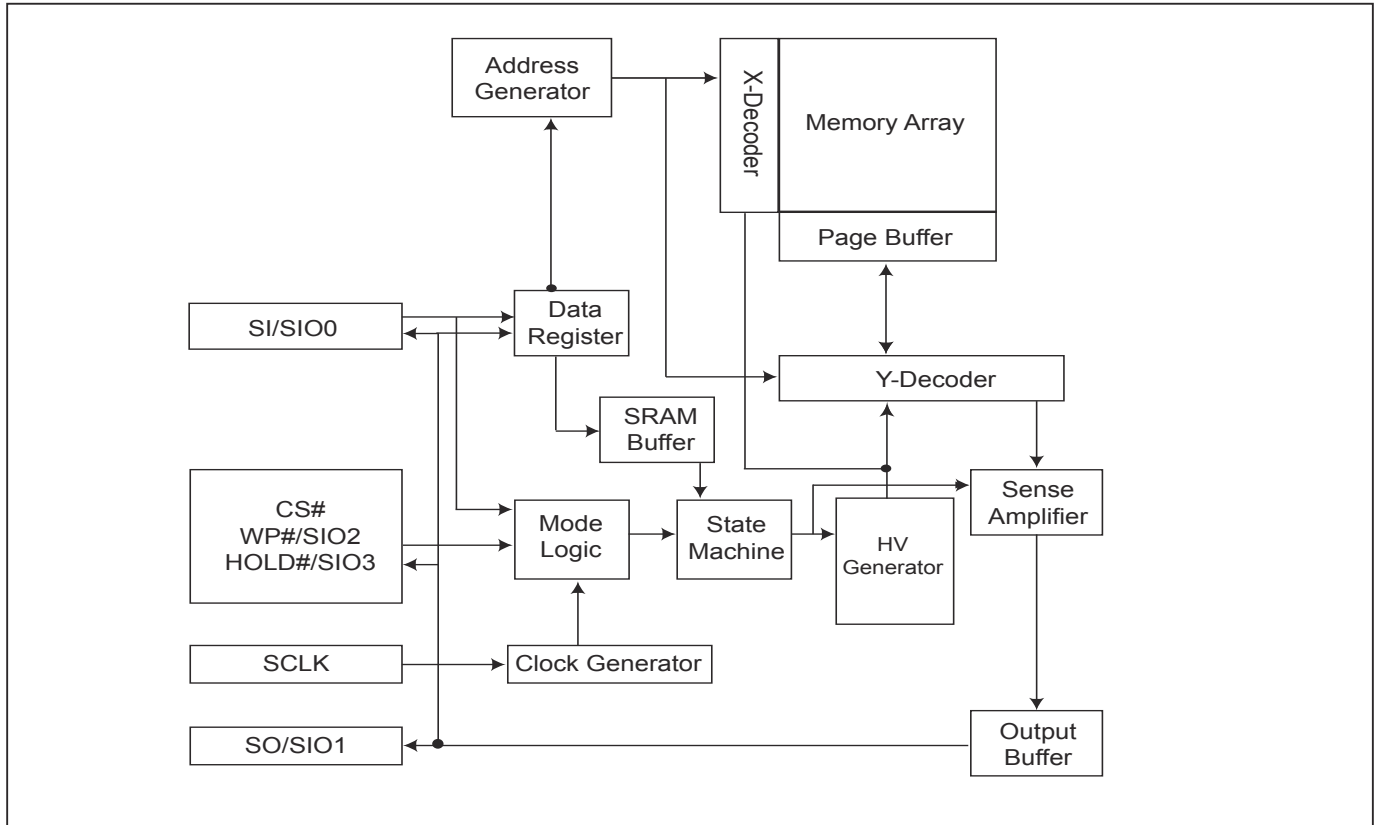 Address
Generator
X-Decoder
Memory Array
Page Buffer
SI/SIO0
Data
Register
Y-Decoder
SRAM
Buffer
CS#
WP#/SIO2
HOLD#/SIO3
Mode
Logic
State
Machine
HV
Generator
Sense
Amplifier
SCLK
Clock Generator
SO/SIO1
Output
Buffer